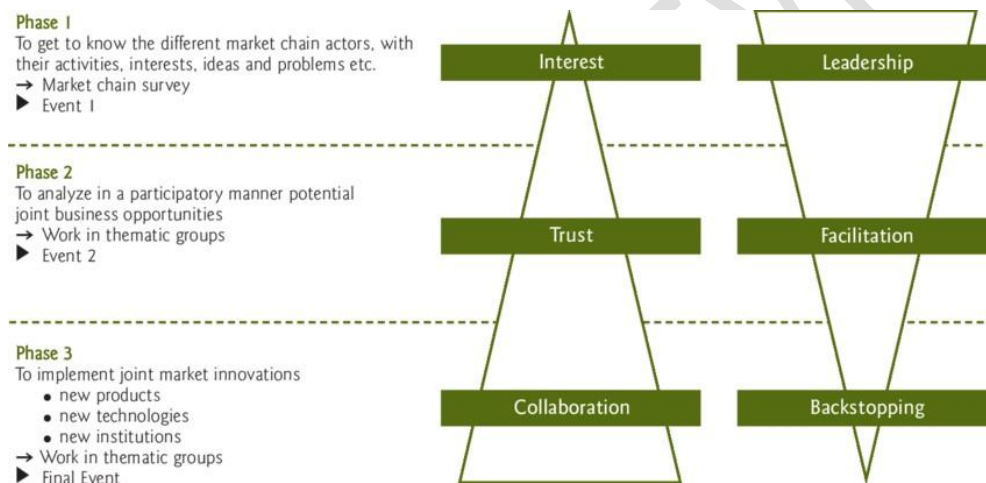 Phase 1
To get to know the different market chain actors, with
their activities, interests, ideas and problems etc.
→ Market chain survey
▶ Event 1
Interest
Leadership
Phase 2
To analyze in a participatory manner potential
joint business opportunities
→ Work in thematic groups
▶ Event 2
Trust
Facilitation
Phase 3
To implement joint market innovations
• new products
• new technologies
• new institutions
→ Work in thematic groups
▶ Final Event
Collaboration
Backstopping